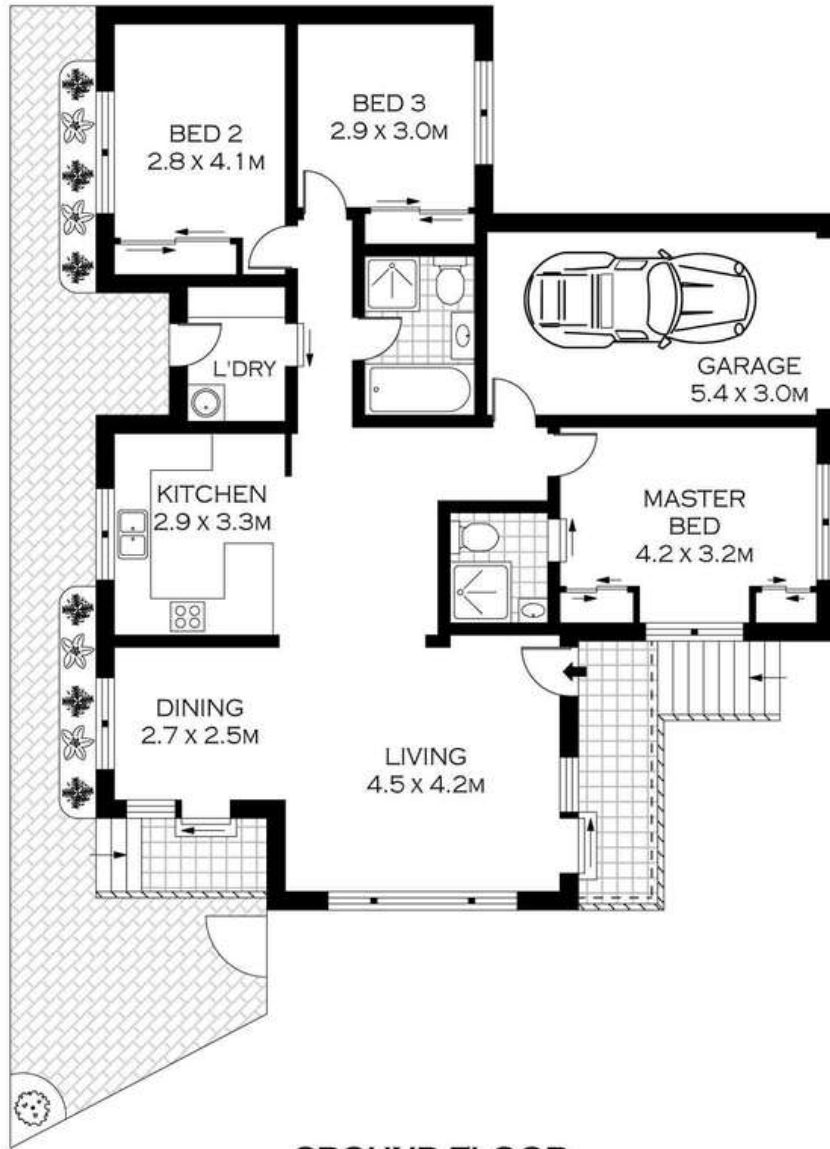 BED 2
2.8 X 4.1M
BED 3
2.9 X 3.0M
L'DRY
GARAGE
5.4 X 3.0M
KITCHEN
2.9 X 3.3M
MASTER
BED
4.2 X 3.2M
DINING
2.7 X 2.5M
LIVING
4.5 X 4.2M
GROUND FLOOR